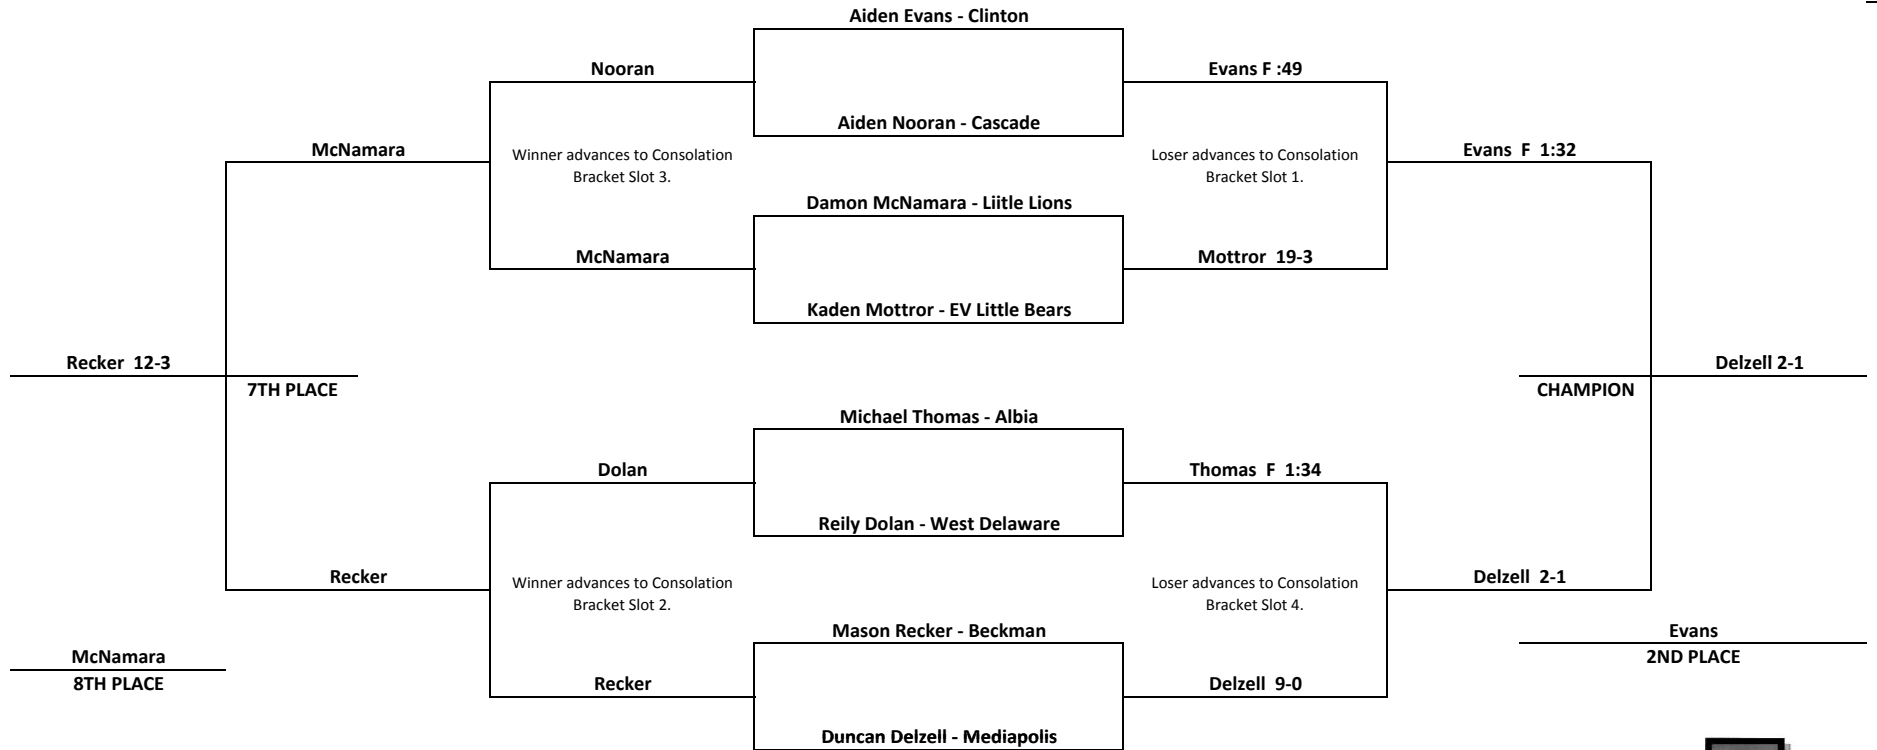 Aiden Evans - Clinton
Nooran
Evans F :49
Aiden Nooran - Cascade
McNamara
Winner advances to Consolation
Bracket Slot 3.
Loser advances to Consolation
Bracket Slot 1.
Evans F 1:32
Damon McNamara - Liitle Lions
McNamara
Mottror 19-3
Kaden Mottror - EV Little Bears
Recker 12-3
7TH PLACE
CHAMPION
Delzell 2-1
Michael Thomas - Albia
Dolan
Thomas F 1:34
Reily Dolan - West Delaware
Recker
Winner advances to Consolation
Bracket Slot 2.
Loser advances to Consolation
Bracket Slot 4.
Delzell 2-1
Mason Recker - Beckman
Evans
2ND PLACE
McNamara
8TH PLACE
Recker
Delzell 9-0
Duncan Delzell - Mediapolis